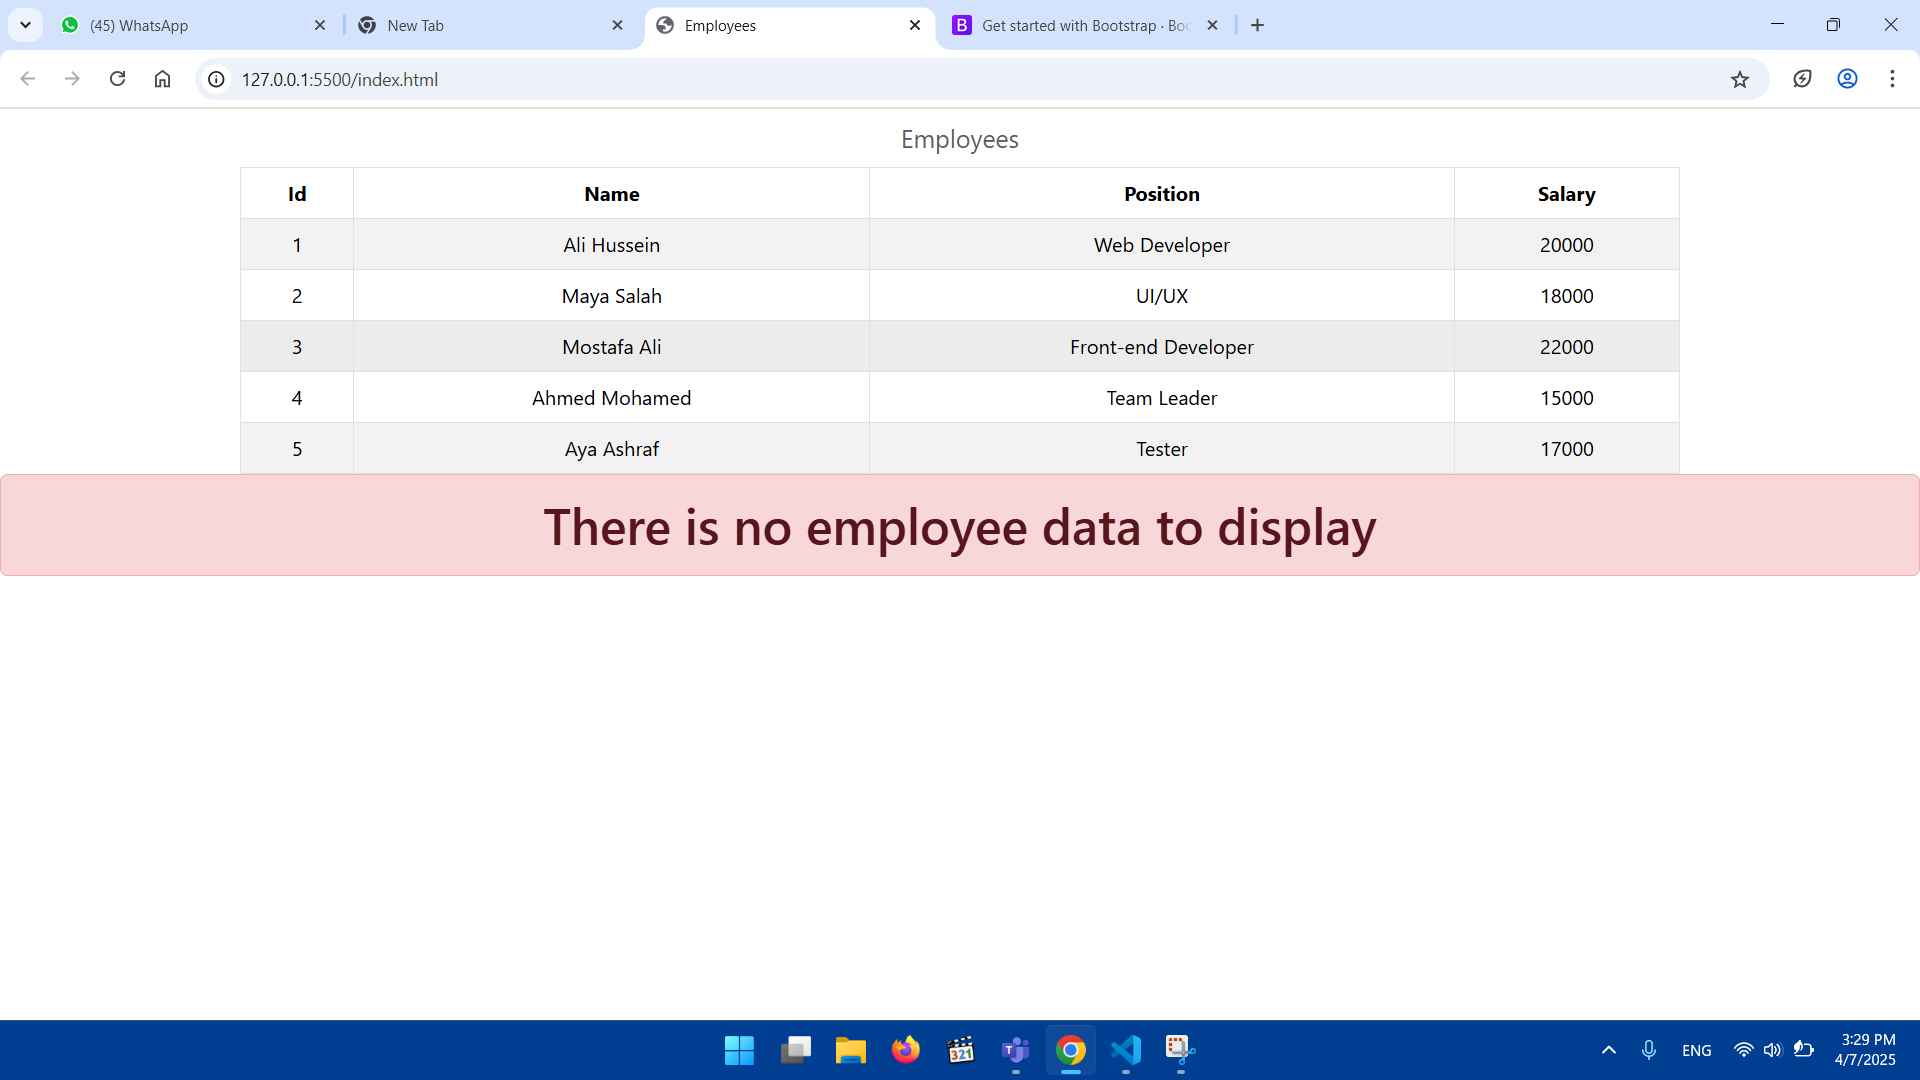 (45) WhatsApp
New Tab
Employees
Get started with Bootstrap · Boo
127.0.0.1:5500/index.html
Employees
Id Name Position Salary
1 Ali Hussein Web Developer 20000
2 Maya Salah UI/UX 18000
3 Mostafa Ali Front-end Developer 22000
4 Ahmed Mohamed Team Leader 15000
5 Aya Ashraf Tester 17000
There is no employee data to display
321
ENG
3:29 PM
4/7/2025